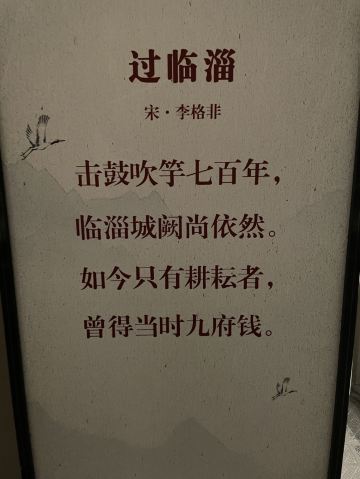 过临淄
宋·李格非
击鼓吹竽七百年，
临淄城阙尚依然。
如今只有耕耘者，
曾得当时九府钱。